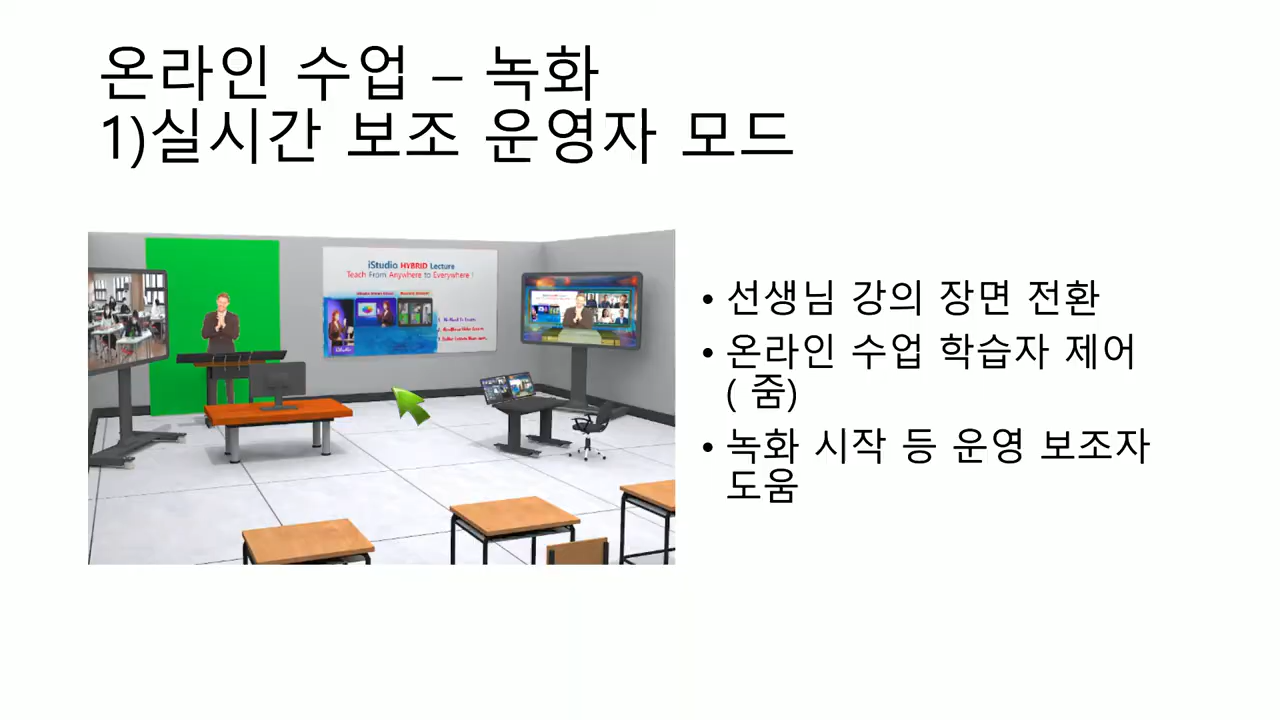 온라인 수업 – 녹화
1)실시간 보조 운영자 모드
iStudio HYBRID Lecture
Teach From Anywhere to Everywhere !
• 선생님 강의 장면 전환
• 온라인 수업 학습자 제어
( 줌)
• 녹화 시작 등 운영 보조자
도움